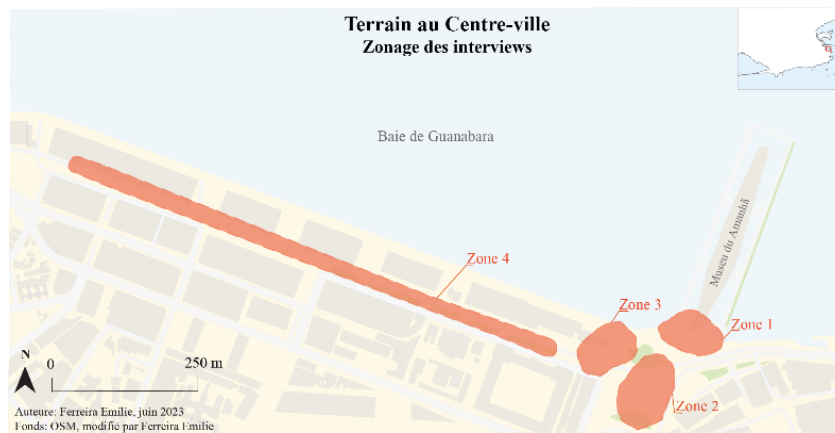 Terrain au Centre-ville
Zonage des interviews
Baie de Guanabara
Museu do Amanhã
Zone 4
Zone 3
Zone 1
Zone 2
N
0
250 m
Auteure: Ferreira Emilie, juin 2023
Fonds: OSM, modifié par Ferreira Emilie